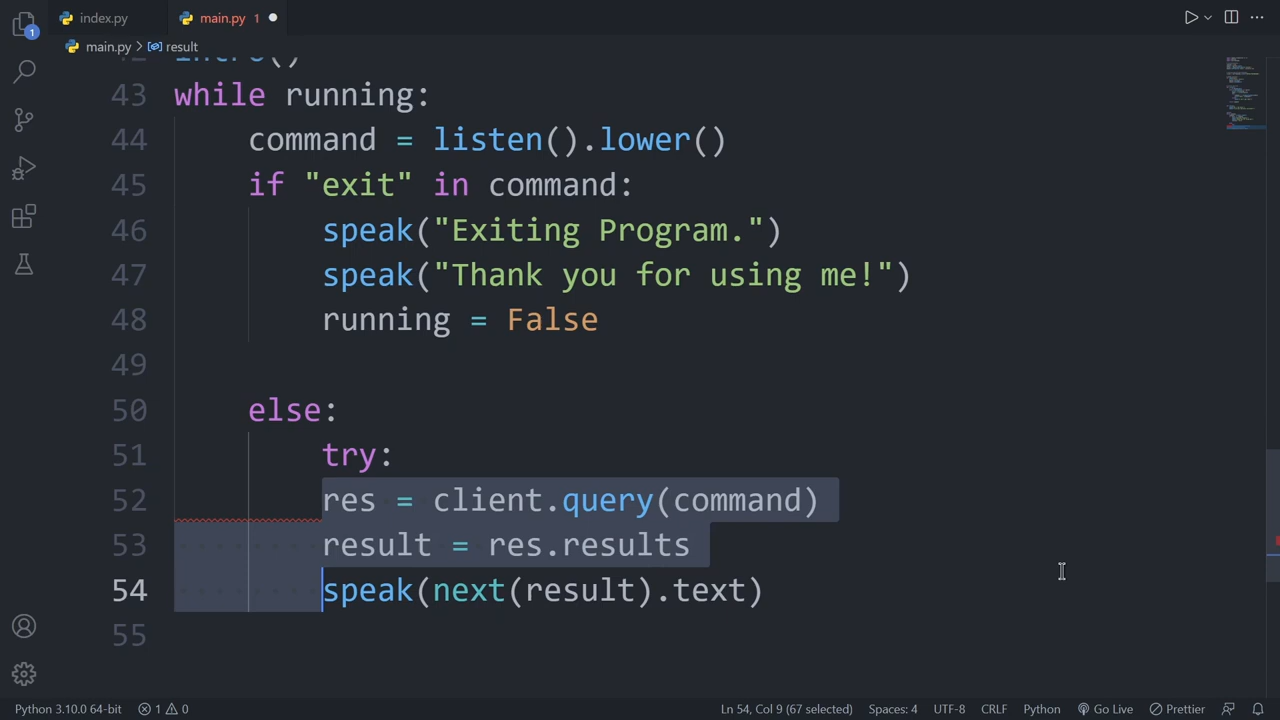 index.py
main.py 1
main.py > result
42 intro()
43 while running:
44 command = listen().lower()
45 if "exit" in command:
46 speak("Exiting Program.")
47 speak("Thank you for using me!")
48 running = False
49
50 else:
51 try:
52 res = client.query(command)
53 result = res.results
54 speak(next(result).text)
55
1
Python 3.10.0 64-bit 1 0 Ln 54, Col 9 (67 selected) Spaces: 4 UTF-8 CRLF Python Go Live Prettier